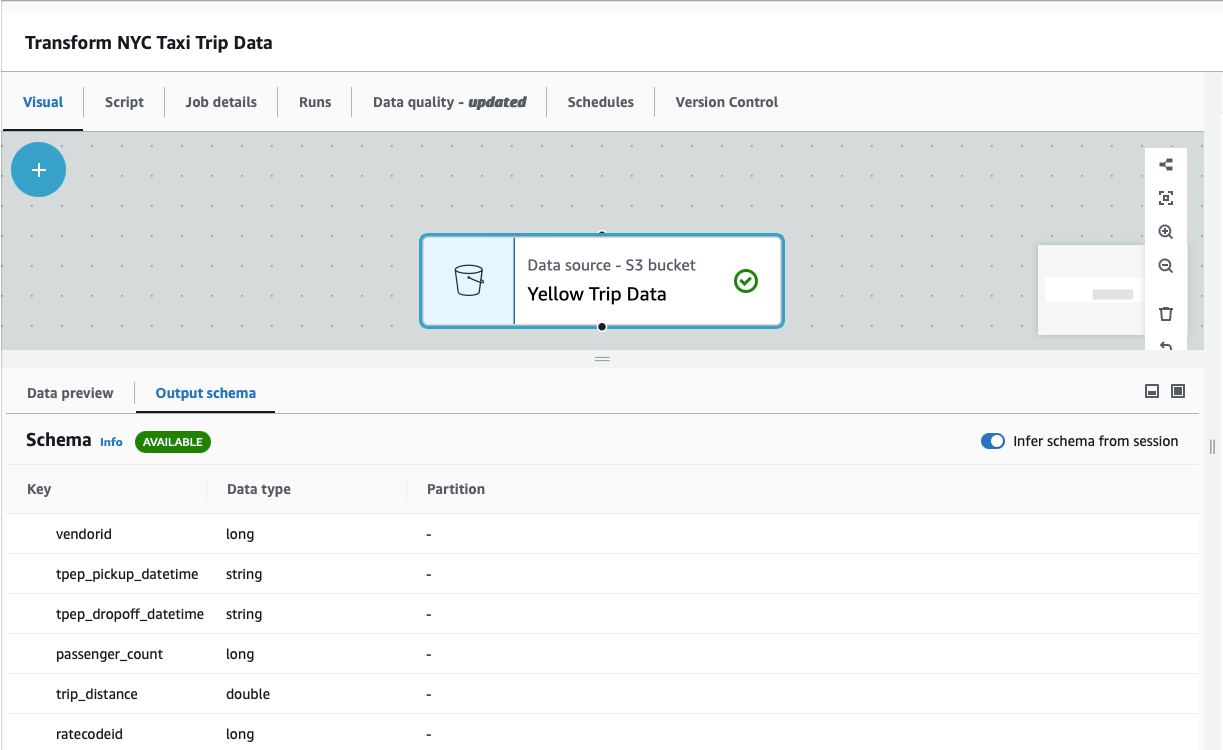 Transform NYC Taxi Trip Data
Visual
Script
Job details
Runs
Data quality - updated
Schedules
Version Control
+
Data source - S3 bucket
Yellow Trip Data
Data preview
Output schema
Schema Info AVAILABLE
Infer schema from session
Key Data type Partition
vendorid long -
tpep_pickup_datetime string -
tpep_dropoff_datetime string -
passenger_count long -
trip_distance double -
ratecodeid long -